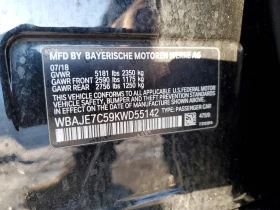 MFD BY BAYERISCHE MOTOREN WERKE AG
07/18
GVWR 5181 lbs 2350 kg
GAWR FRONT 2590 lbs 1175 kg
GAWR REAR 2756 lbs 1250 kg
THIS VEHICLE CONFORMS TO ALL APPLICABLE
FEDERAL MOTOR VEHICLE SAFETY, BUMPER, AND
THEFT PREVENTION STANDARDS IN EFFECT ON THE DATE OF
MANUFACTURE SHOWN ABOVE.
WBAJE7C59KWD55142 TYPE: PASSENGER CAR